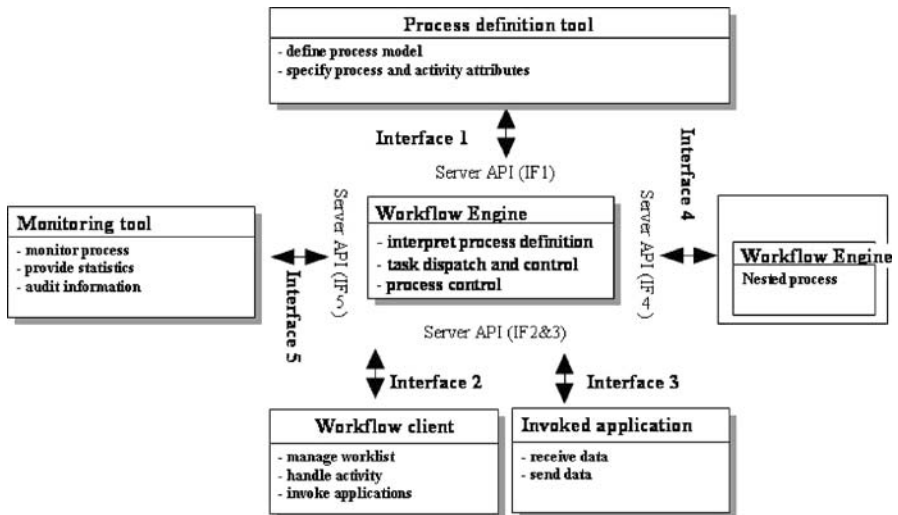 Process definition tool
- define process model
- specify process and activity attributes
Interface 1
Server API (IF1)
Interface 4
Monitoring tool
- monitor process
- provide statistics
- audit information
Interface 5
Server API (IF5)
Workflow Engine
- interpret process definition
- task dispatch and control
- process control
Server API (IF4)
Workflow Engine
Nested process
Server API (IF2&3)
Interface 2
Interface 3
Workflow client
- manage worklist
- handle activity
- invoke applications
Invoked application
- receive data
- send data